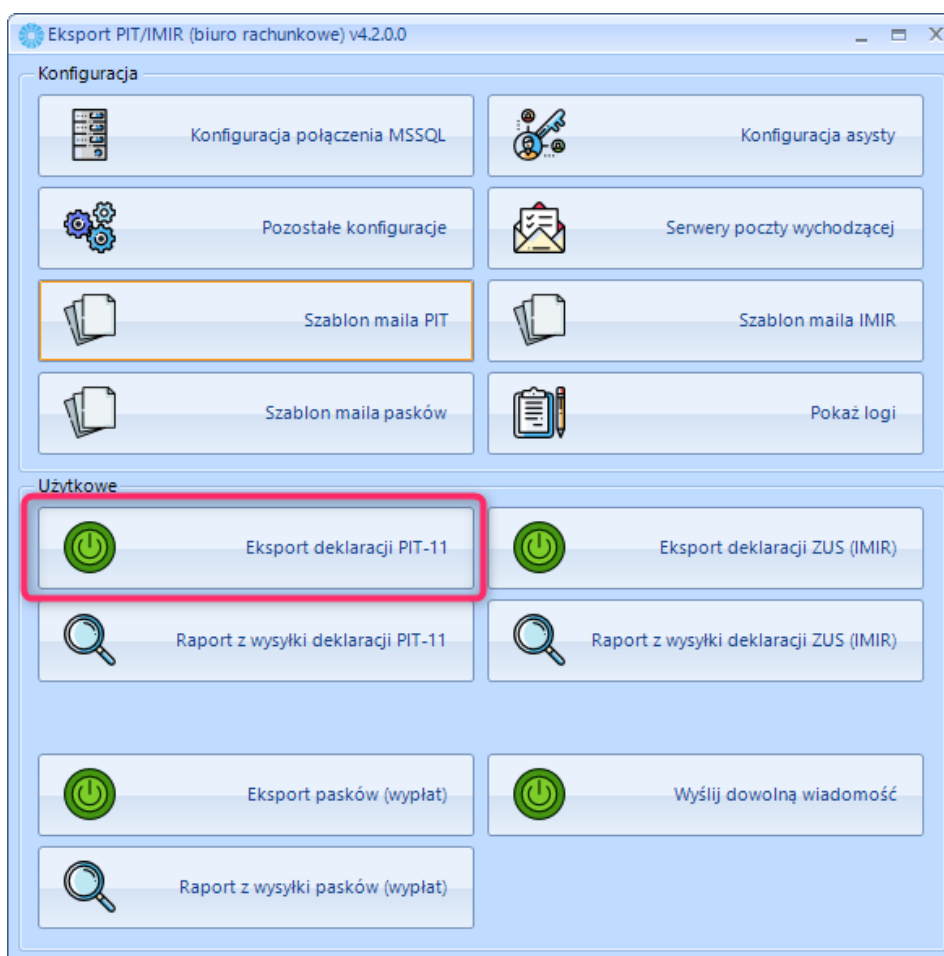 Eksport PIT/IMIR (biuro rachunkowe) v4.2.0.0
Konfiguracja
Konfiguracja połączenia MSSQL
Konfiguracja asysty
Pozostałe konfiguracje
Serwery poczty wychodzącej
Szablon maila PIT
Szablon maila IMIR
Szablon maila pasków
Pokaż logi
Użytkowe
Eksport deklaracji PIT-11
Eksport deklaracji ZUS (IMIR)
Raport z wysyłki deklaracji PIT-11
Raport z wysyłki deklaracji ZUS (IMIR)
Eksport pasków (wypłat)
Wyślij dowolną wiadomość
Raport z wysyłki pasków (wypłat)